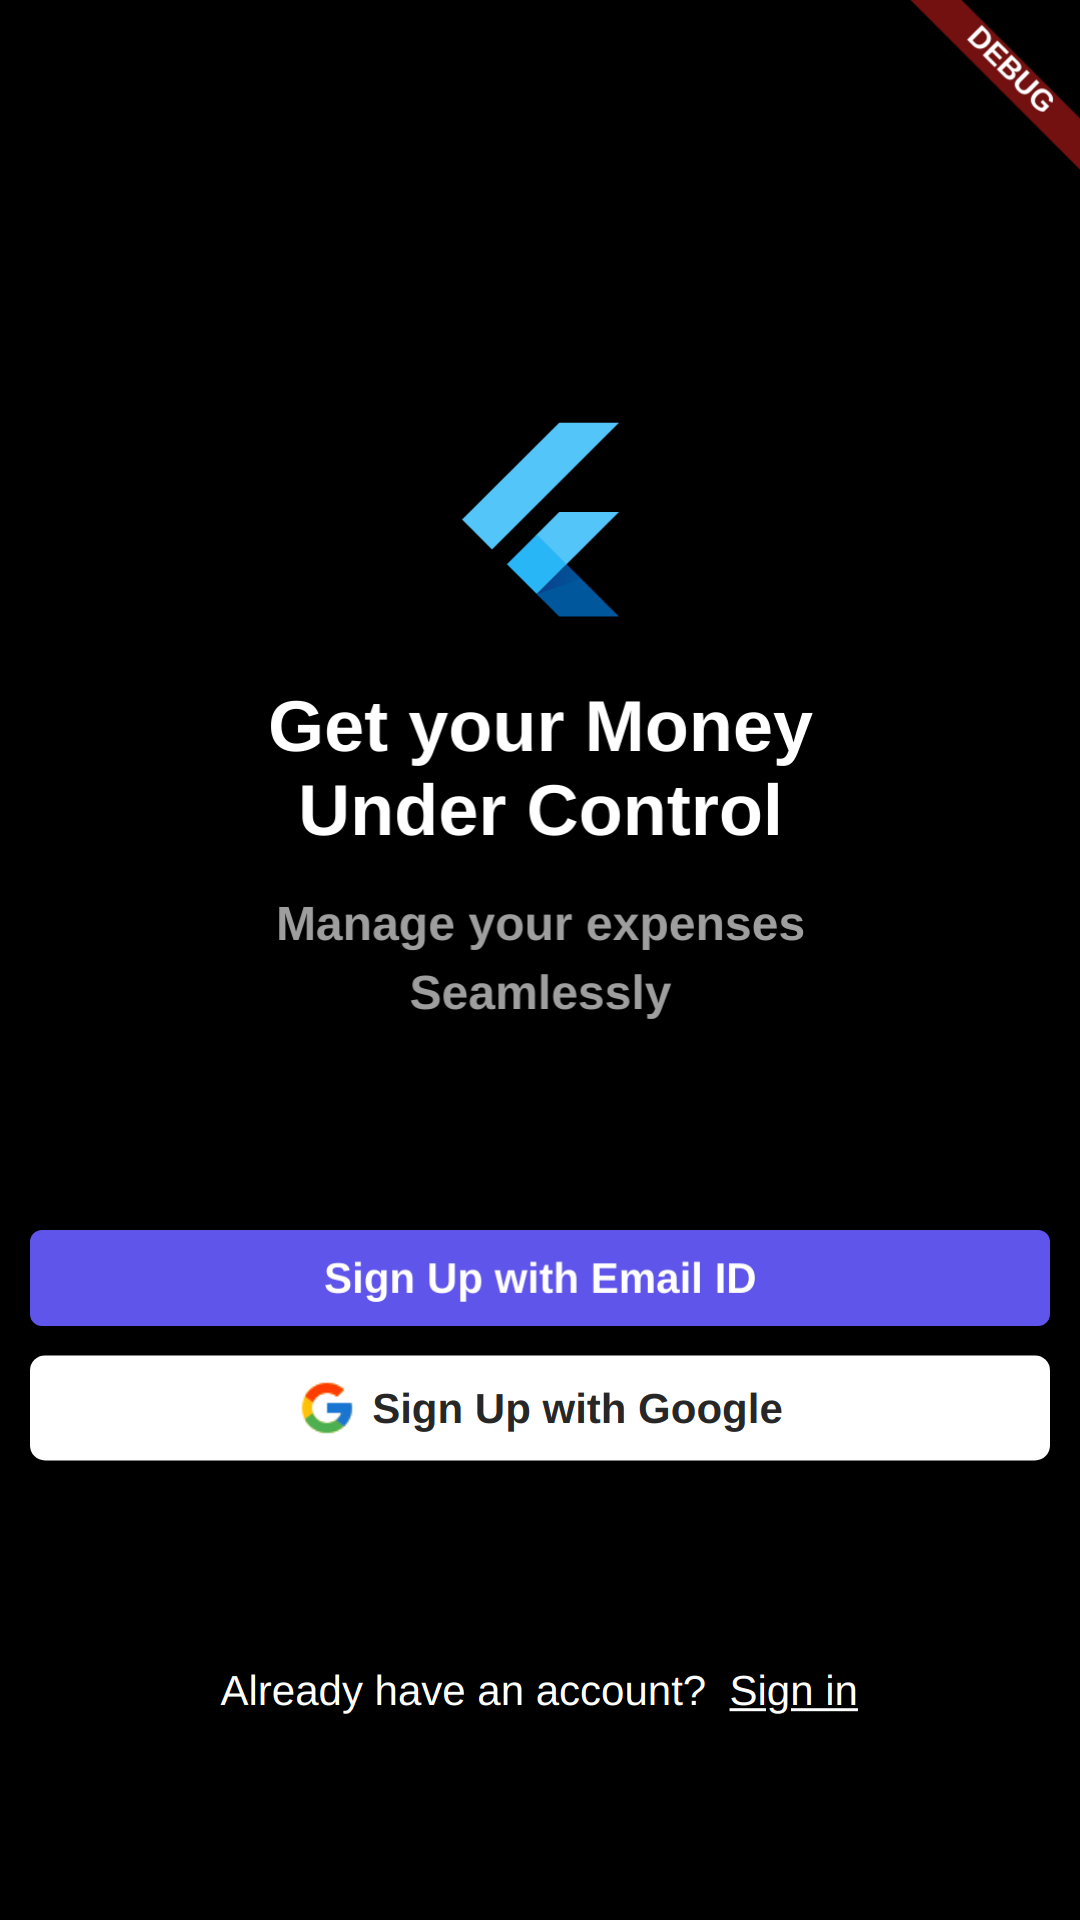 DEBUG
Get your Money
Under Control
Manage your expenses
Seamlessly
Sign Up with Email ID
Sign Up with Google
Already have an account? Sign in